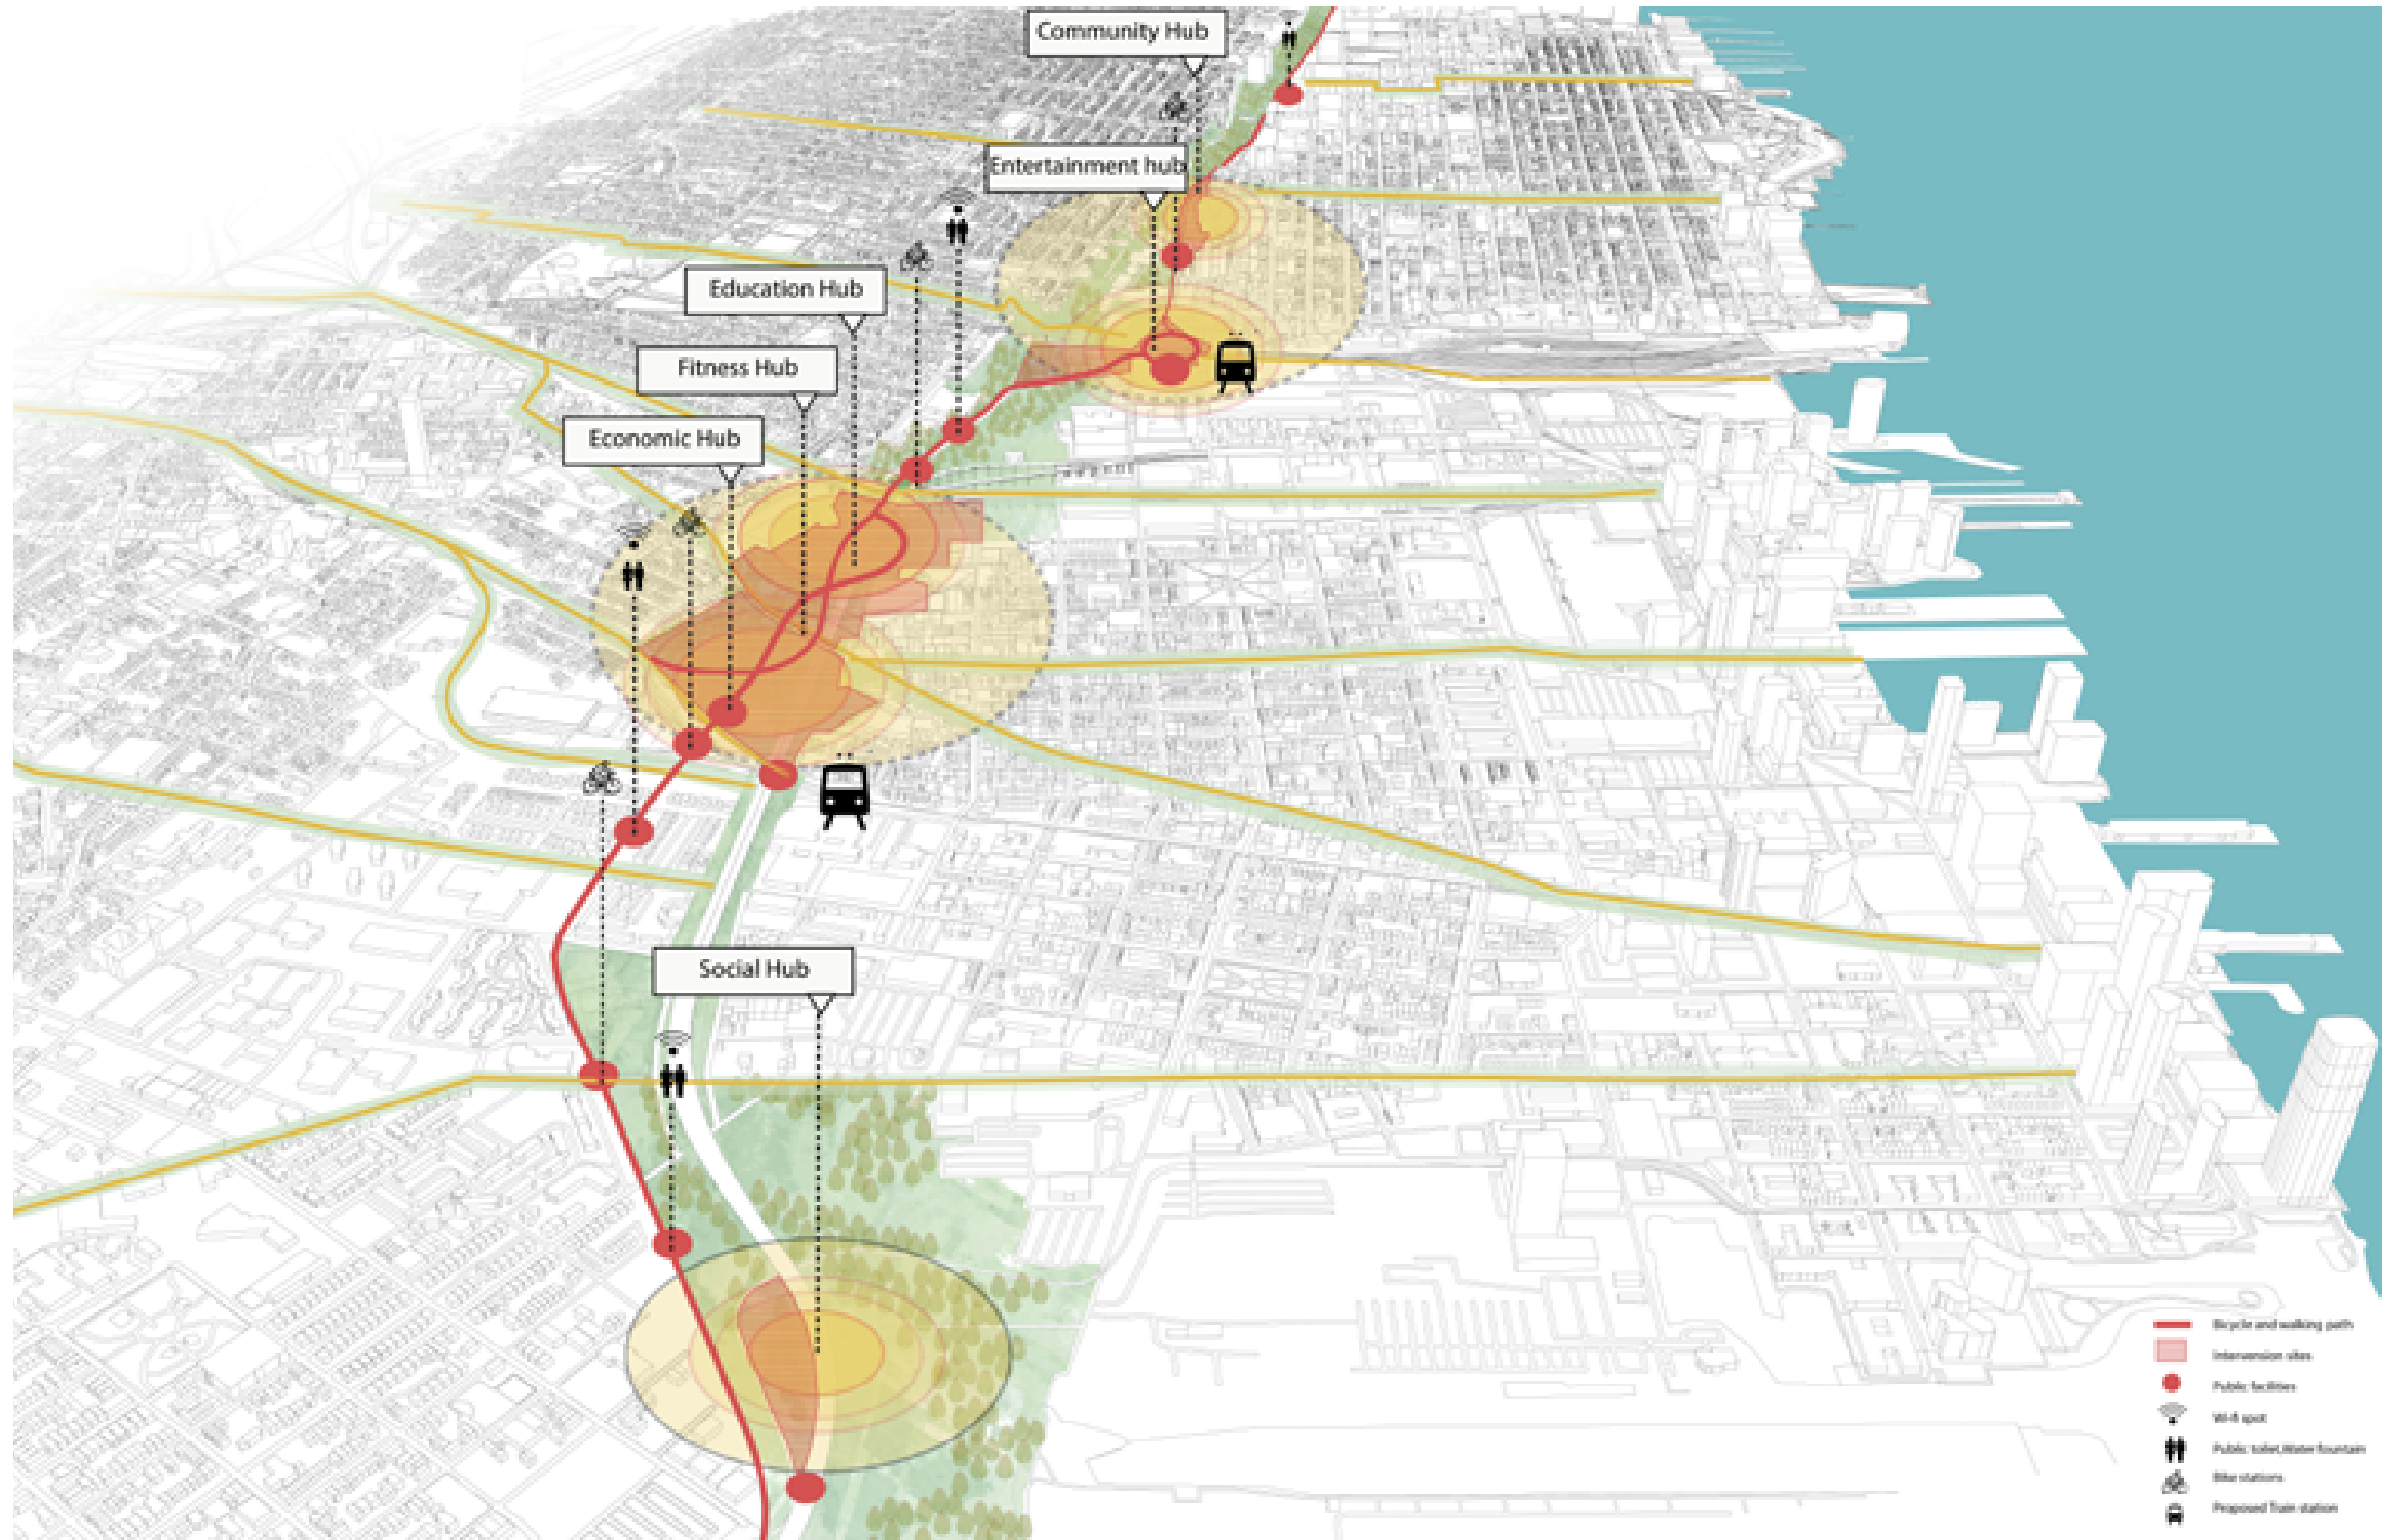 Community Hub
Entertainment hub
Education Hub
Fitness Hub
Economic Hub
Social Hub
Bicycle and walking path
Intervension sites
Public facilities
Wi-fi spot
Public toilet,Water fountain
Bike stations
Proposed Train station